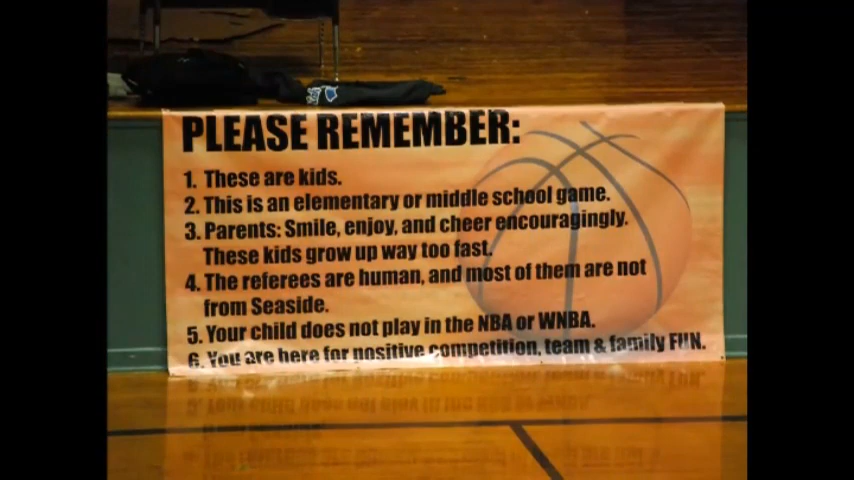 PLEASE REMEMBER:
1. These are kids.
2. This is an elementary or middle school game.
3. Parents: Smile, enjoy, and cheer encouragingly.
These kids grow up way too fast.
4. The referees are human, and most of them are not
from Seaside.
5. Your child does not play in the NBA or WNBA.
6. You are here for positive competition, team & family FUN.